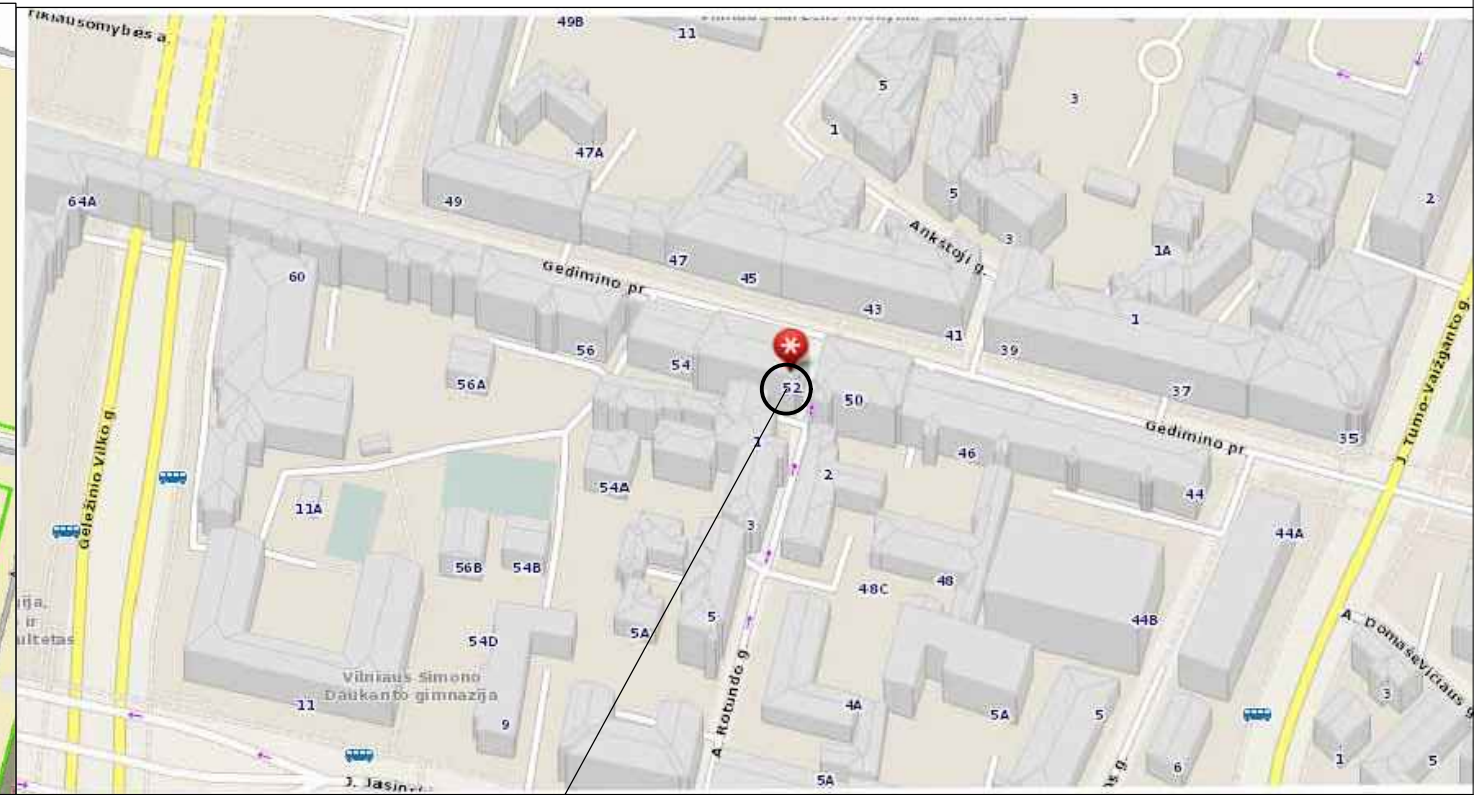 49B
11
5
3
1
47A
49
64A
5
2
3
Ankštoji g.
1A
47
45
60
Gedimino pr.
43
1
41
39
56
54
56A
52
50
37
Gedimino pr.
35
J. Tumo-Vaižganto g.
1
46
2
54A
44
Geležinio Vilko g.
11A
3
44A
56B
54B
48
48C
5
5A
44B
54D
A. Domaševičiaus g.
Vilniaus Simono
Daukanto gimnazija
11
9
A. Rotundo g.
4A
5A
5
3
6
1
5
5A